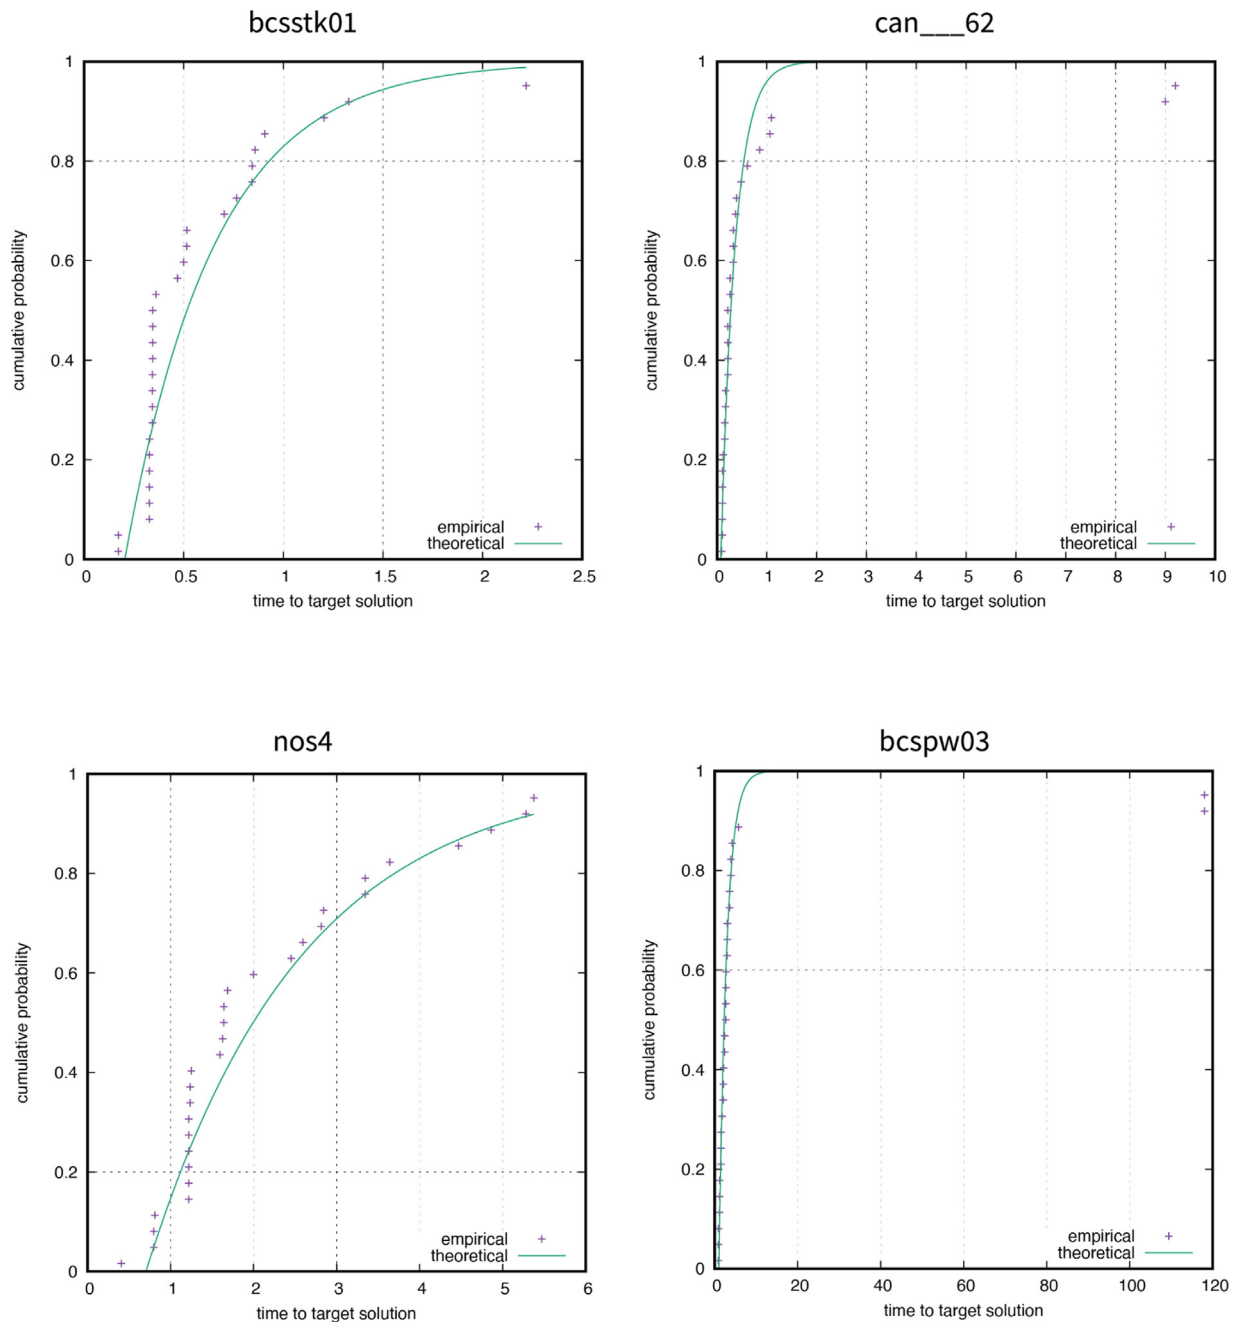 bcsstk01
1
0.8
0.6
0.4
0.2
0
cumulative probability
empirical
theoretical
0 0.5 1 1.5 2 2.5
time to target solution
can___62
1
0.8
0.6
0.4
0.2
0
cumulative probability
empirical
theoretical
0 1 2 3 4 5 6 7 8 9 10
time to target solution
nos4
1
0.8
0.6
0.4
0.2
0
cumulative probability
empirical
theoretical
0 1 2 3 4 5 6
time to target solution
bcspw03
1
0.8
0.6
0.4
0.2
0
cumulative probability
empirical
theoretical
0 20 40 60 80 100 120
time to target solution